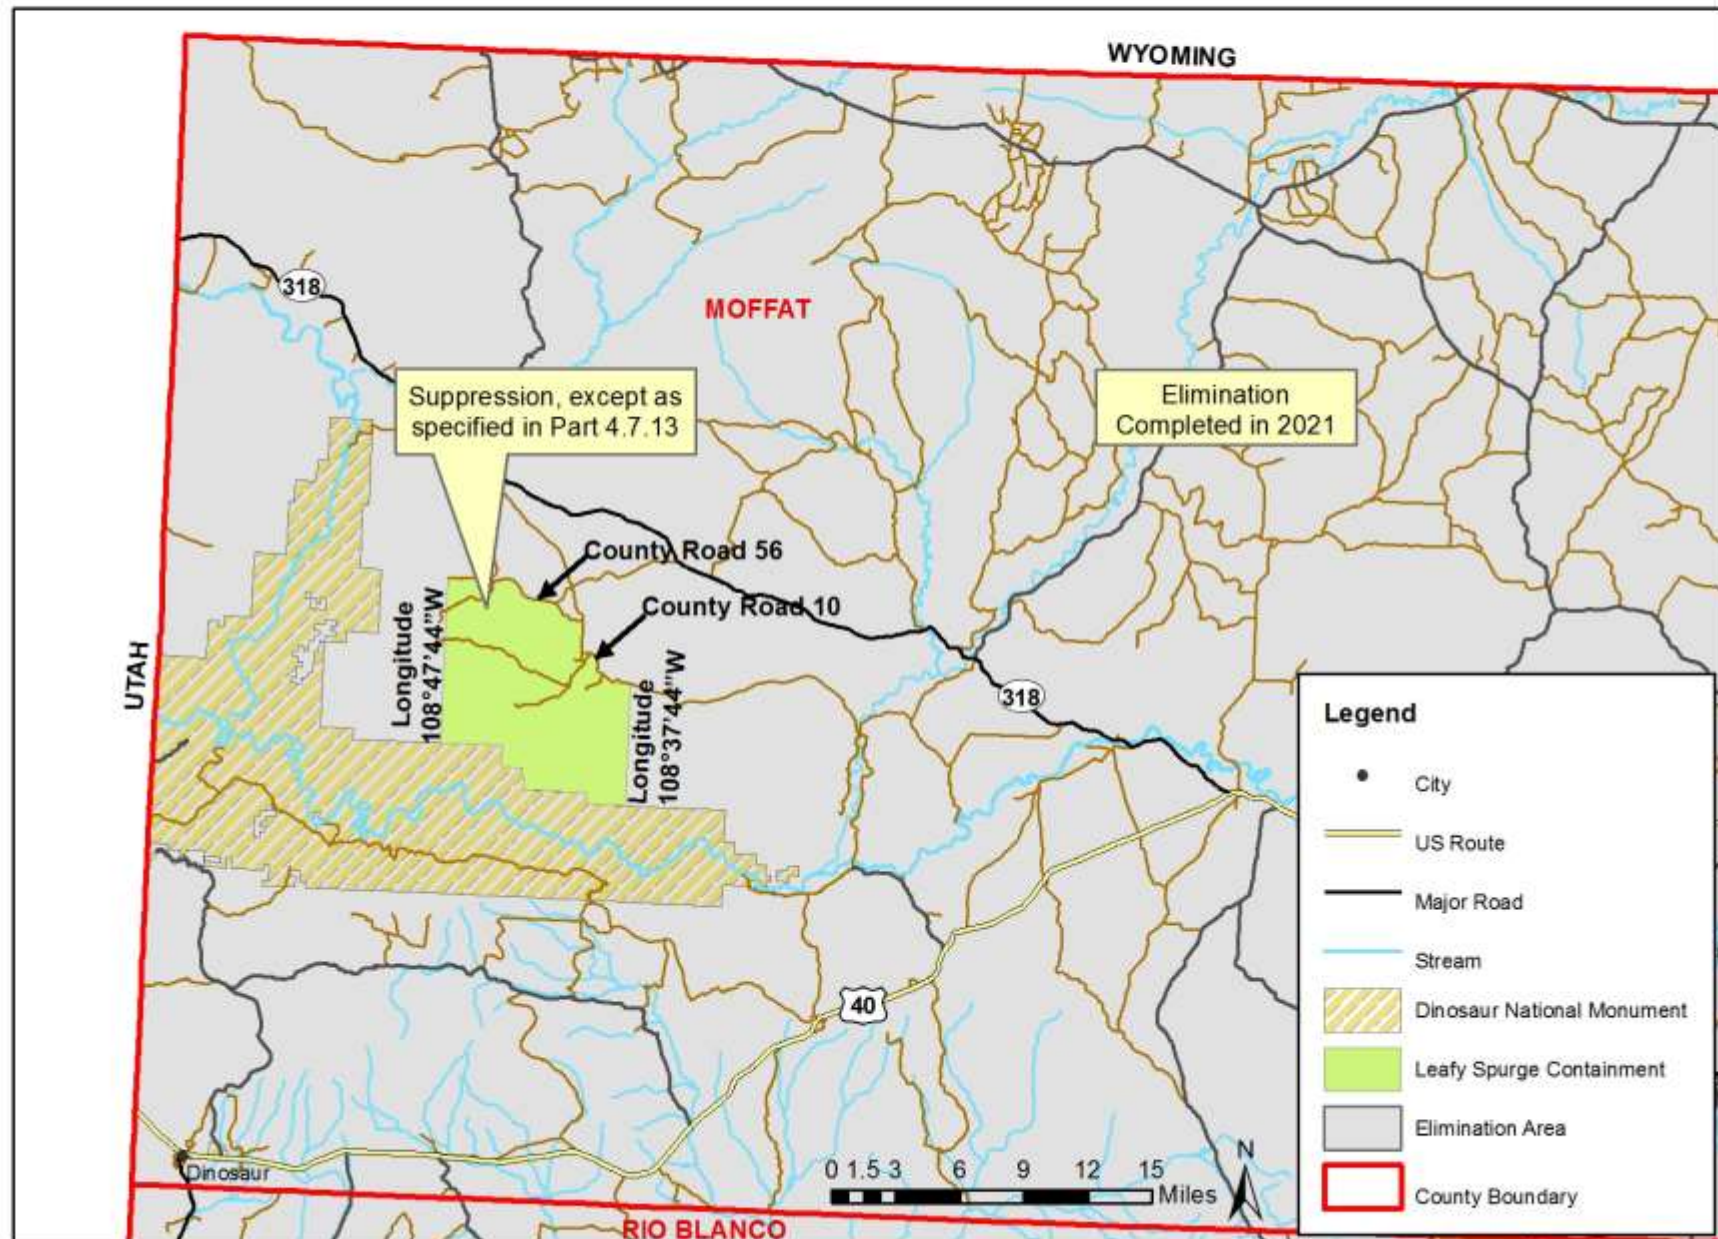 WYOMING
318
MOFFAT
Suppression, except as
specified in Part 4.7.13
Elimination
Completed in 2021
County Road 56
County Road 10
UTAH
Longitude
108°47'44"W
Longitude
108°37'44"W
318
40
Dinosaur
RIO BLANCO
0 1.5 3 6 9 12 15
Miles
N
Legend
City
US Route
Major Road
Stream
Dinosaur National Monument
Leafy Spurge Containment
Elimination Area
County Boundary